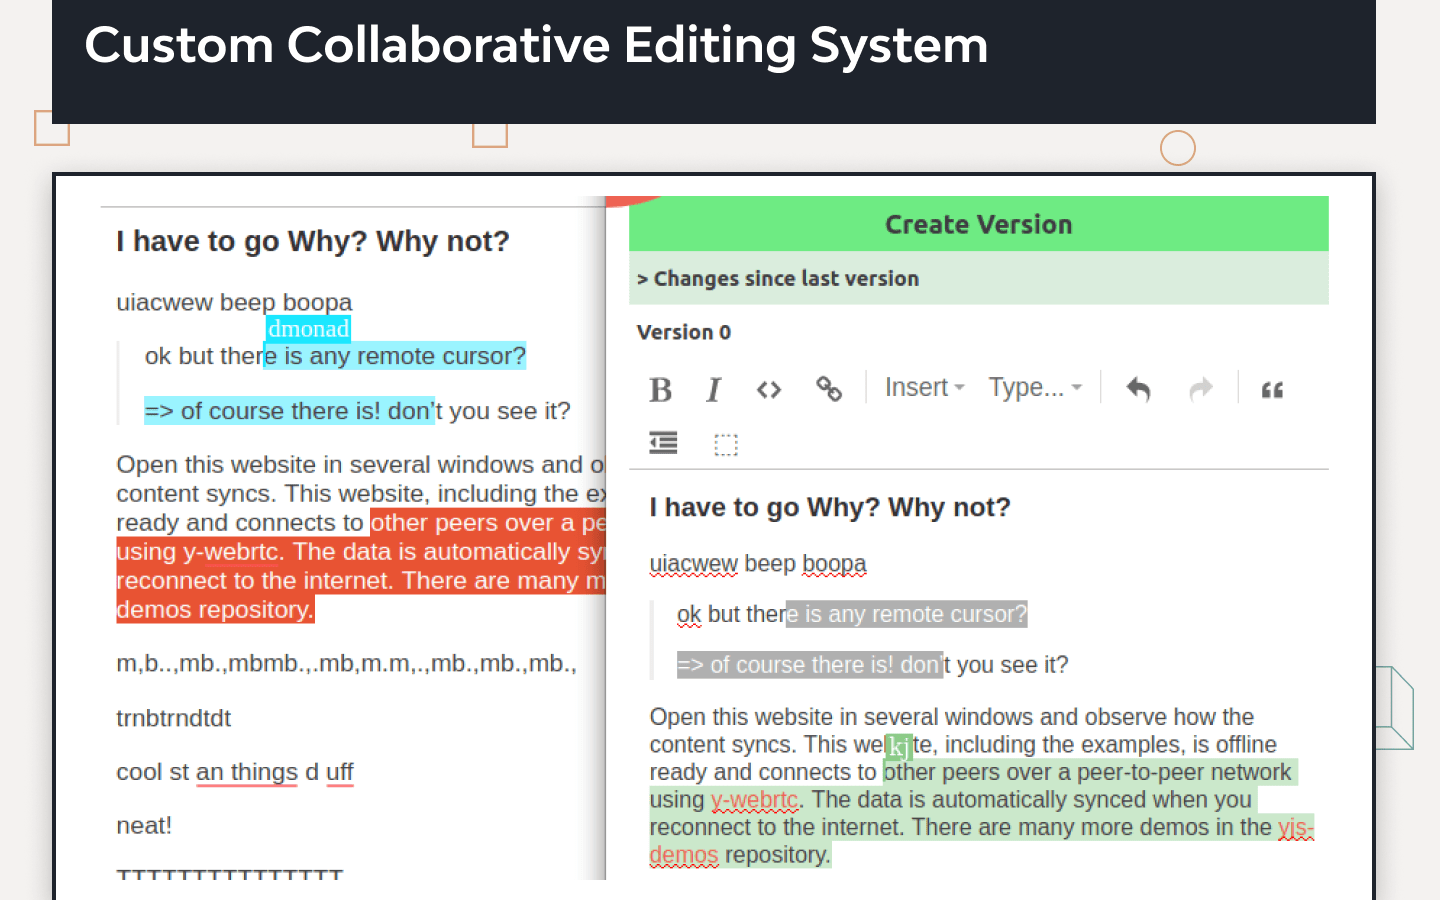 Custom Collaborative Editing System
I have to go Why? Why not?
uiacwew beep boopa
dmonad
ok but there is any remote cursor?
=> of course there is! don't you see it?
Open this website in several windows and o
content syncs. This website, including the ex
ready and connects to other peers over a pe
using y-webrtc. The data is automatically sy
reconnect to the internet. There are many m
demos repository.
m,b..,mb.,mbmb.,.mb,m.m,.,mb.,mb.,mb.,
trnbtrndtdt
cool st an things d uff
neat!
TTTTTTTTTTTTTTT
Create Version
> Changes since last version
Version 0
B I <> Insert Type... “
I have to go Why? Why not?
uiacwew beep boopa
ok but there is any remote cursor?
=> of course there is! don't you see it?
Open this website in several windows and observe how the
content syncs. This we kj te, including the examples, is offline
ready and connects to other peers over a peer-to-peer network
using y-webrtc. The data is automatically synced when you
reconnect to the internet. There are many more demos in the yjs-
demos repository.